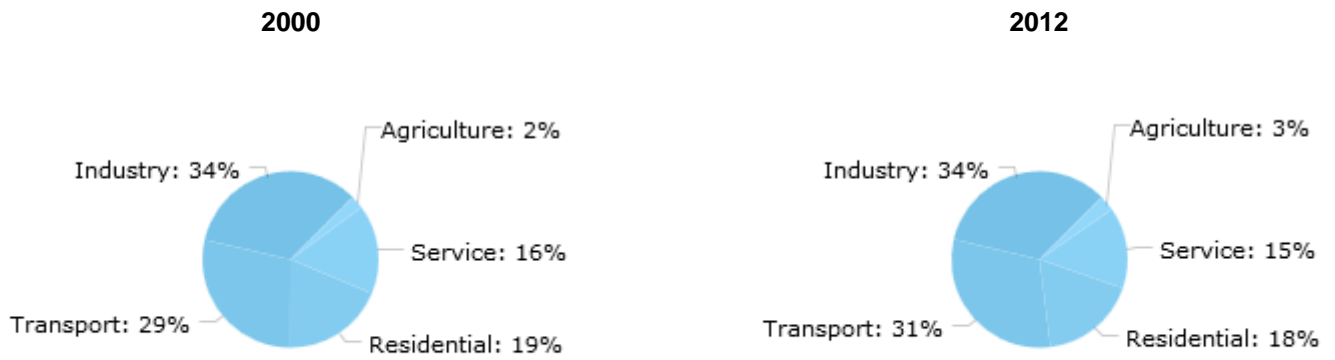 2000
Agriculture: 2%
Industry: 34%
Service: 16%
Transport: 29%
Residential: 19%
2012
Agriculture: 3%
Industry: 34%
Service: 15%
Transport: 31%
Residential: 18%